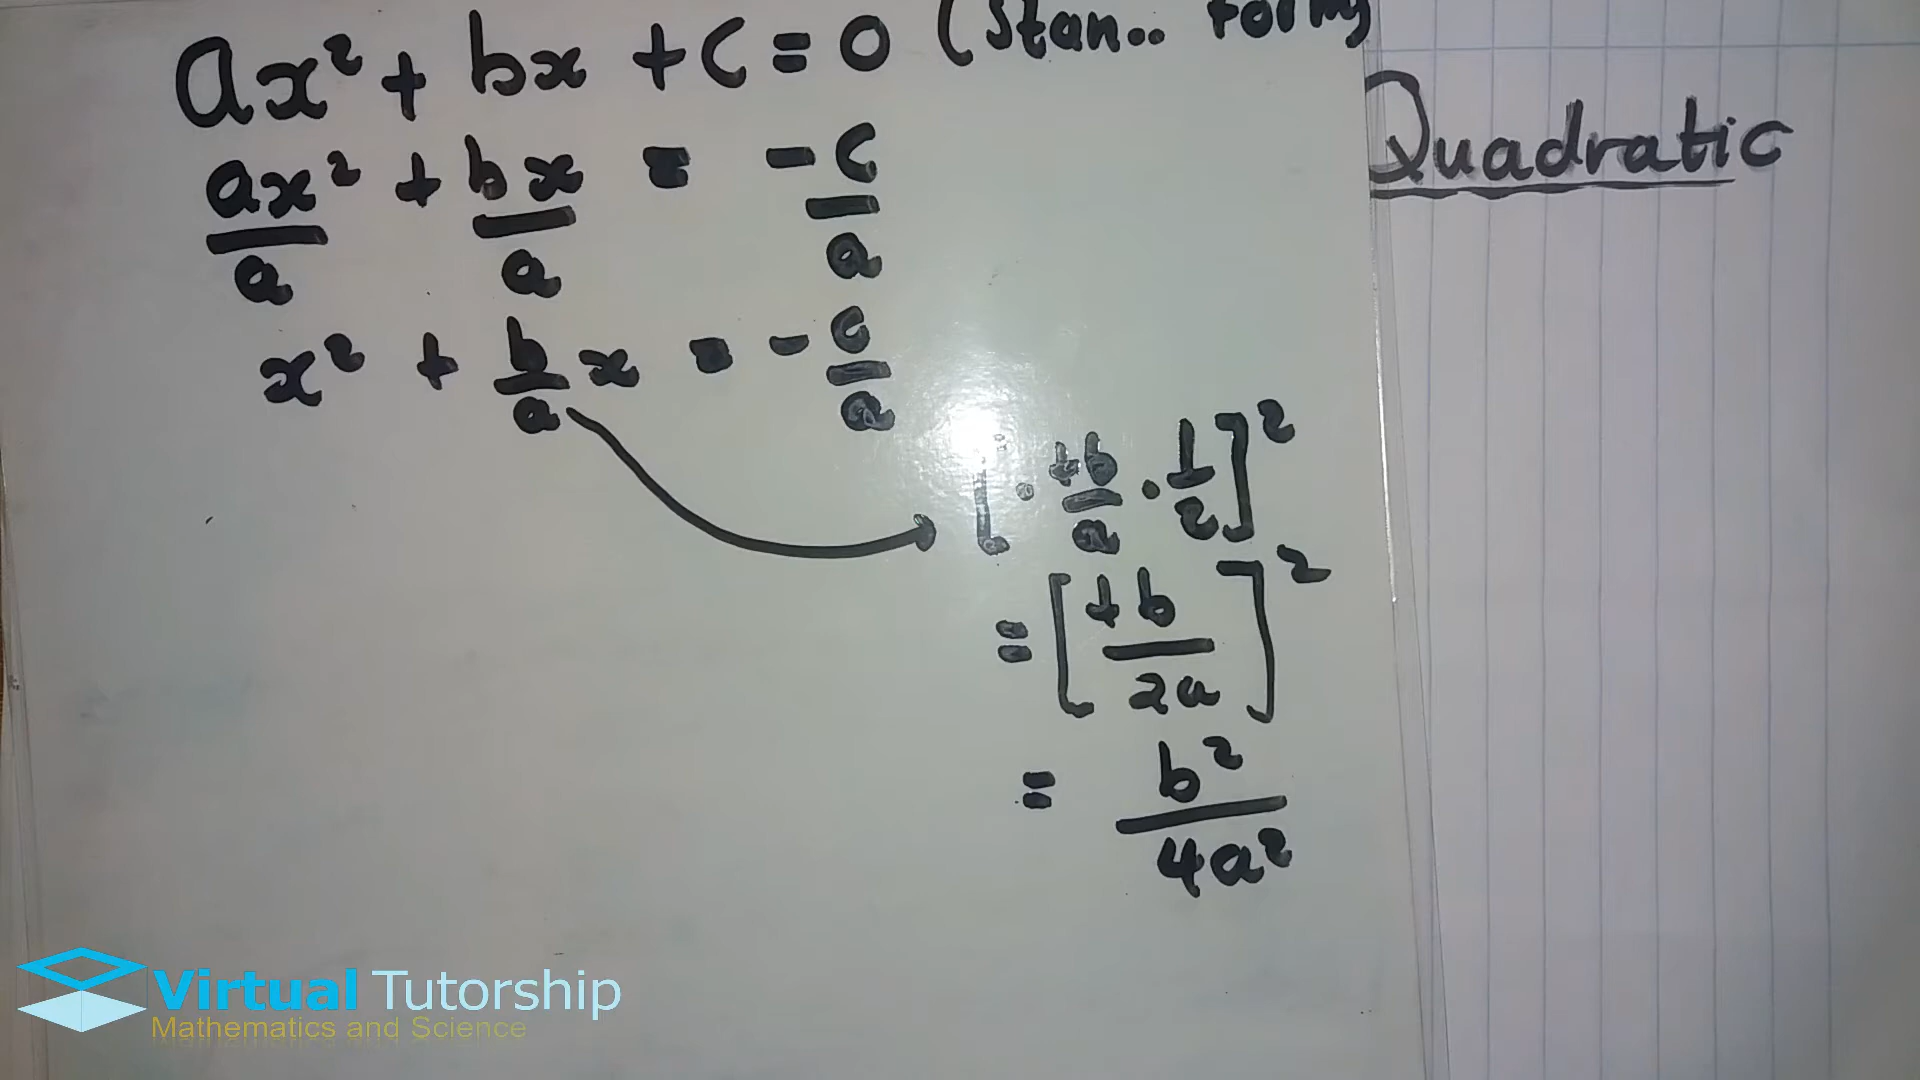 ax² + bx + c = 0 (Stan.. form)
ax²/a + bx/a = -c/a
x² + b/a x = -c/a
[+b/a · 1/2]²
= [+b/2a]²
= b²/4a²
Quadratic
Virtual Tutorship
Mathematics and Science